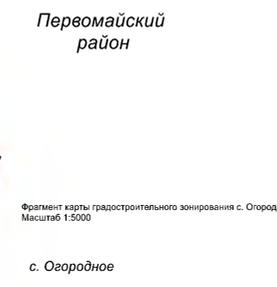 Первомайский
район
Фрагмент карты градостроительного зонирования с. Огород
Масштаб 1:5000
с. Огородное